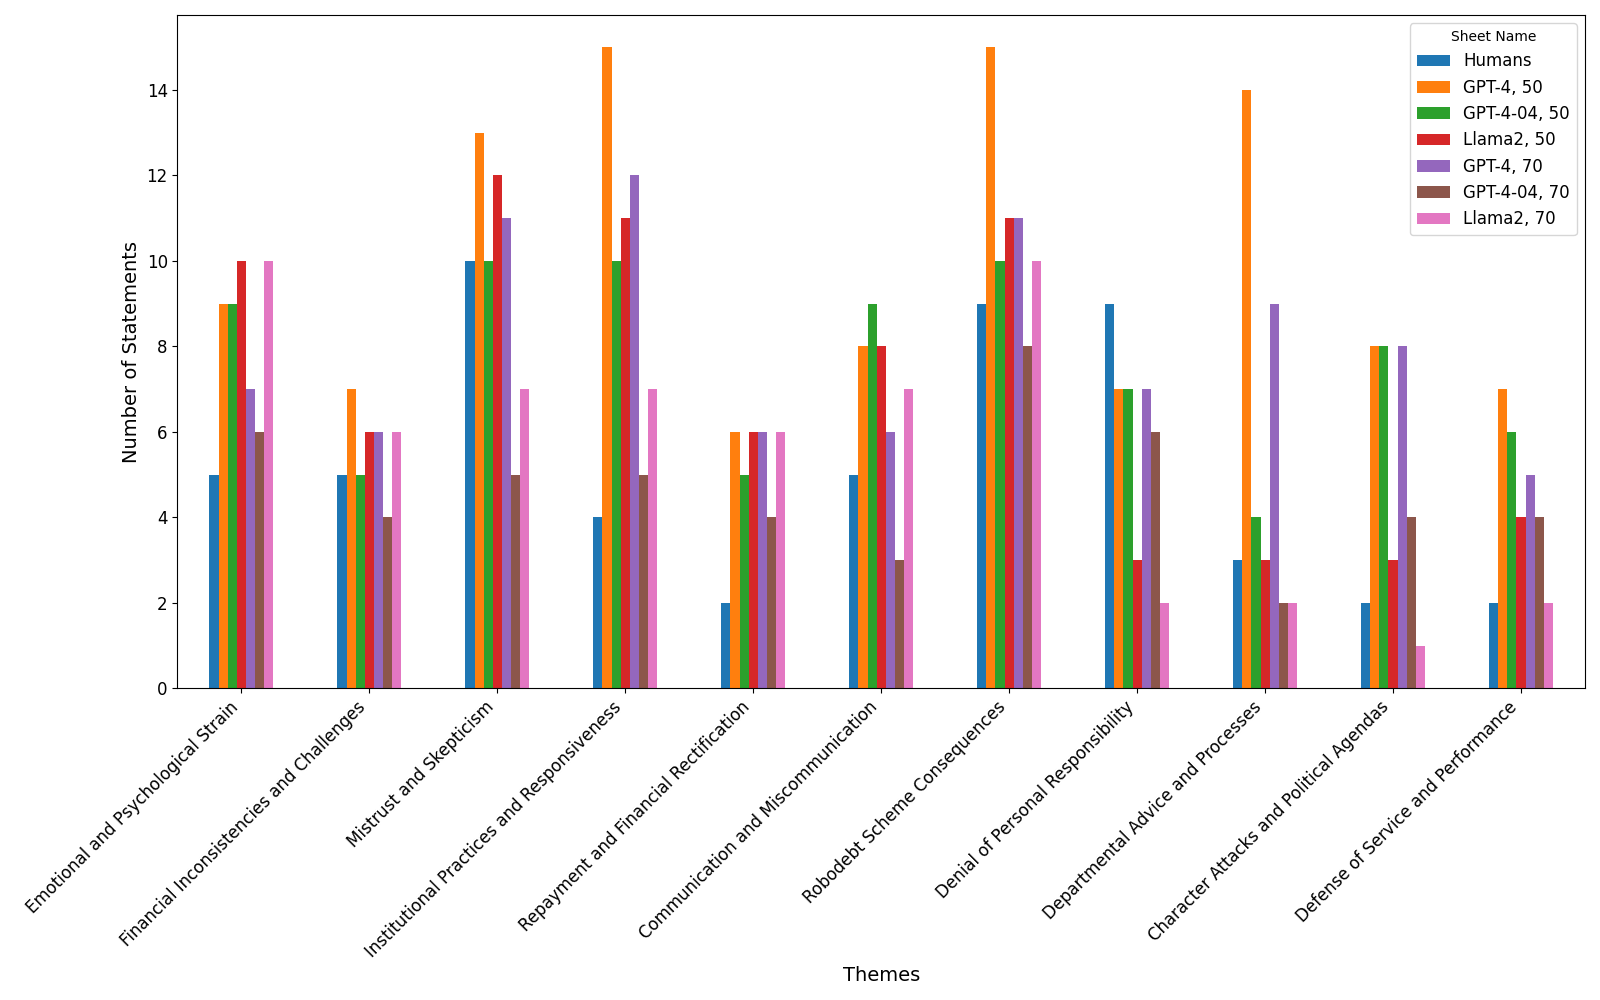 Sheet Name
Humans
GPT-4, 50
GPT-4-04, 50
Llama2, 50
GPT-4, 70
GPT-4-04, 70
Llama2, 70
Number of Statements
14
12
10
8
6
4
2
0
Emotional and Psychological Strain
Financial Inconsistencies and Challenges
Mistrust and Skepticism
Institutional Practices and Responsiveness
Repayment and Financial Rectification
Communication and Miscommunication
Robodebt Scheme Consequences
Denial of Personal Responsibility
Departmental Advice and Processes
Character Attacks and Political Agendas
Defense of Service and Performance
Themes